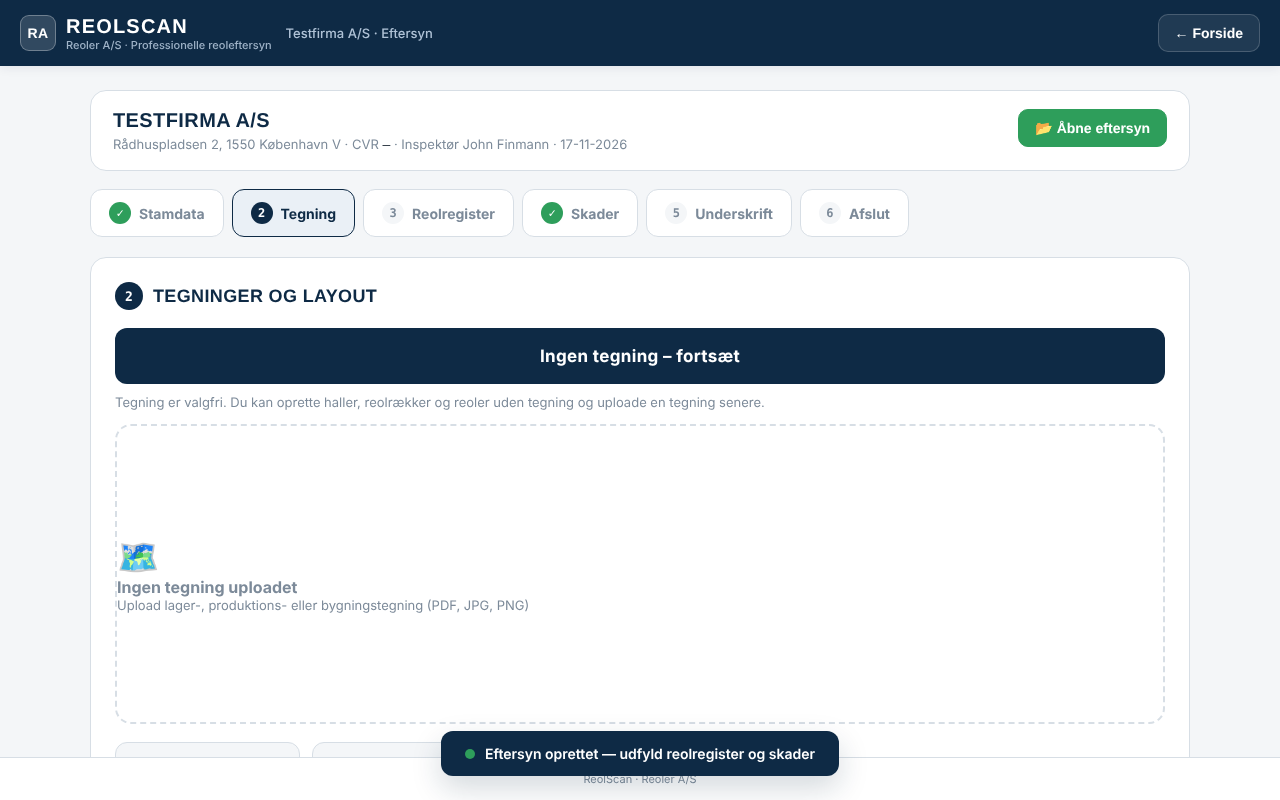 RA
REOLSCAN
Reoler A/S · Professionelle reoleftersyn
Testfirma A/S · Eftersyn
← Forside
TESTFIRMA A/S
Rådhuspladsen 2, 1550 København V · CVR – · Inspektør John Finmann · 17-11-2026
📂 Åbne eftersyn
✓ Stamdata
2 Tegning
3 Reolregister
✓ Skader
5 Underskrift
6 Afslut
2 TEGNINGER OG LAYOUT
Ingen tegning – fortsæt
Tegning er valgfri. Du kan oprette haller, reolrækker og reoler uden tegning og uploade en tegning senere.
Ingen tegning uploadet
Upload lager-, produktions- eller bygningstegning (PDF, JPG, PNG)
Eftersyn oprettet — udfyld reolregister og skader
ReolScan · Reoler A/S